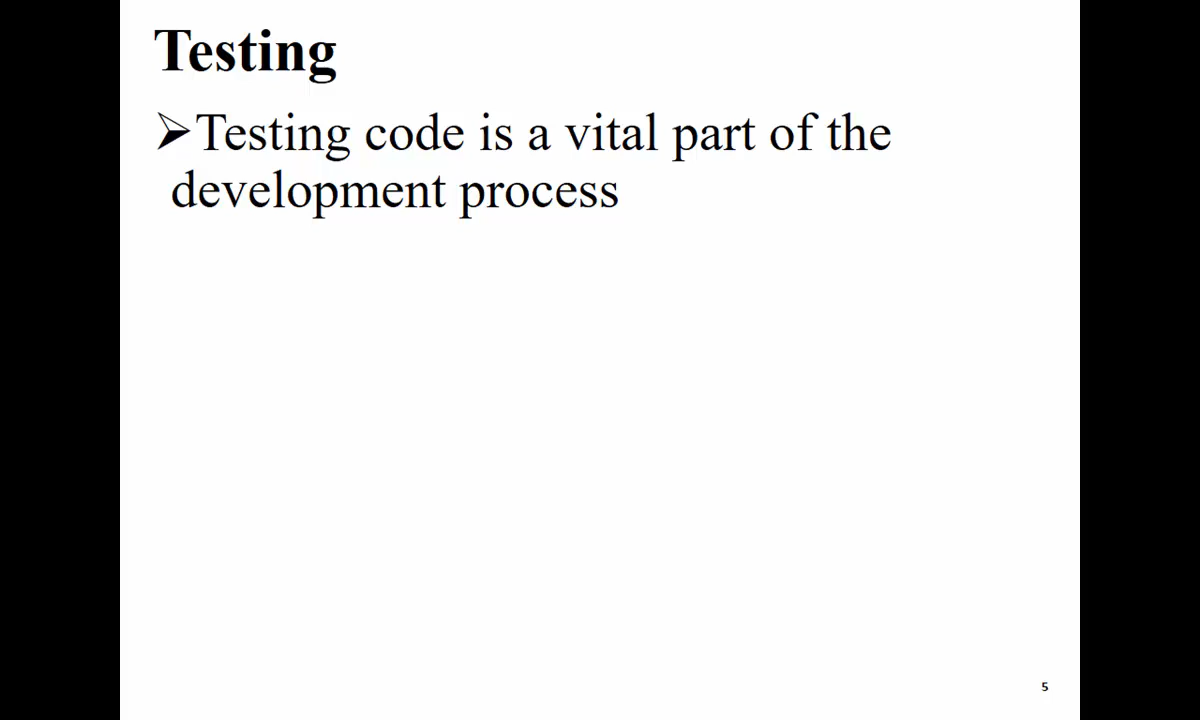 Testing
➢Testing code is a vital part of the
development process
5